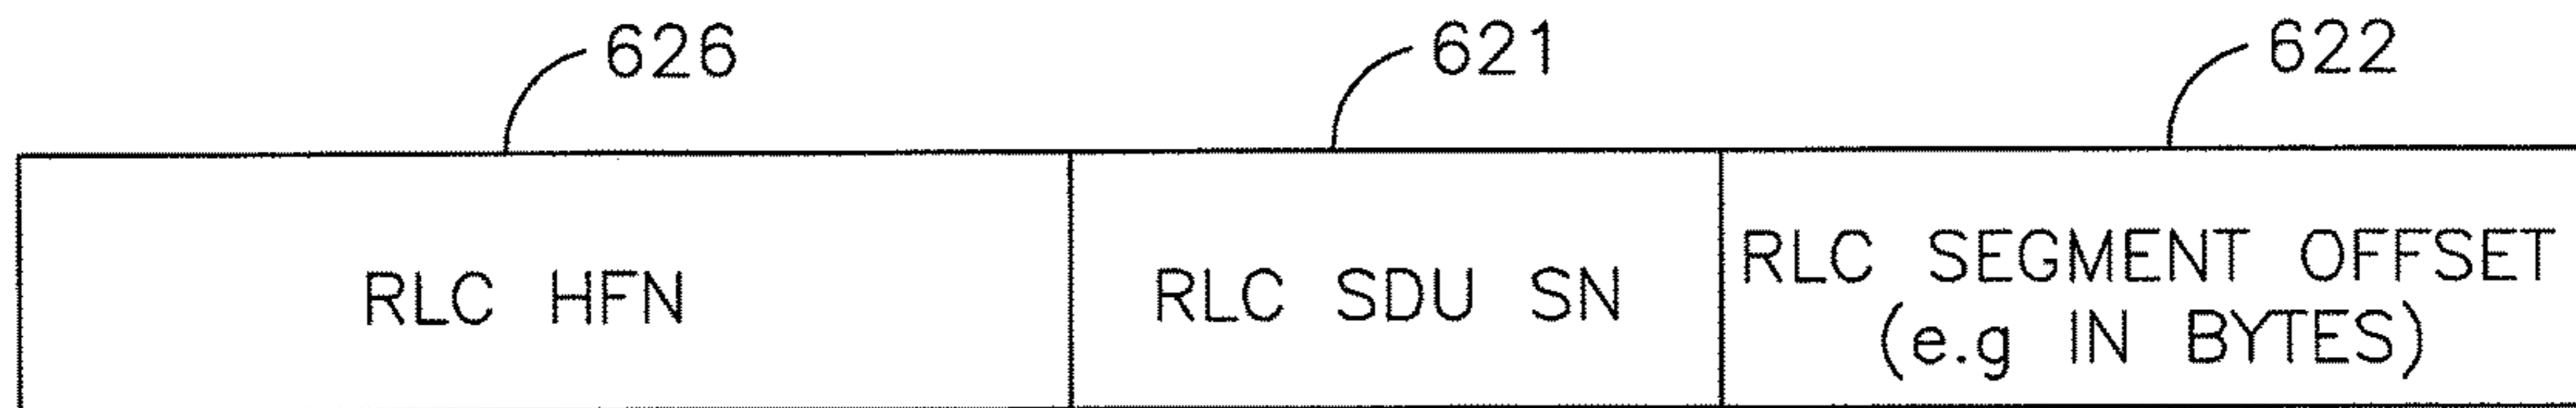 626 621 622
RLC HFN RLC SDU SN RLC SEGMENT OFFSET
(e.g IN BYTES)